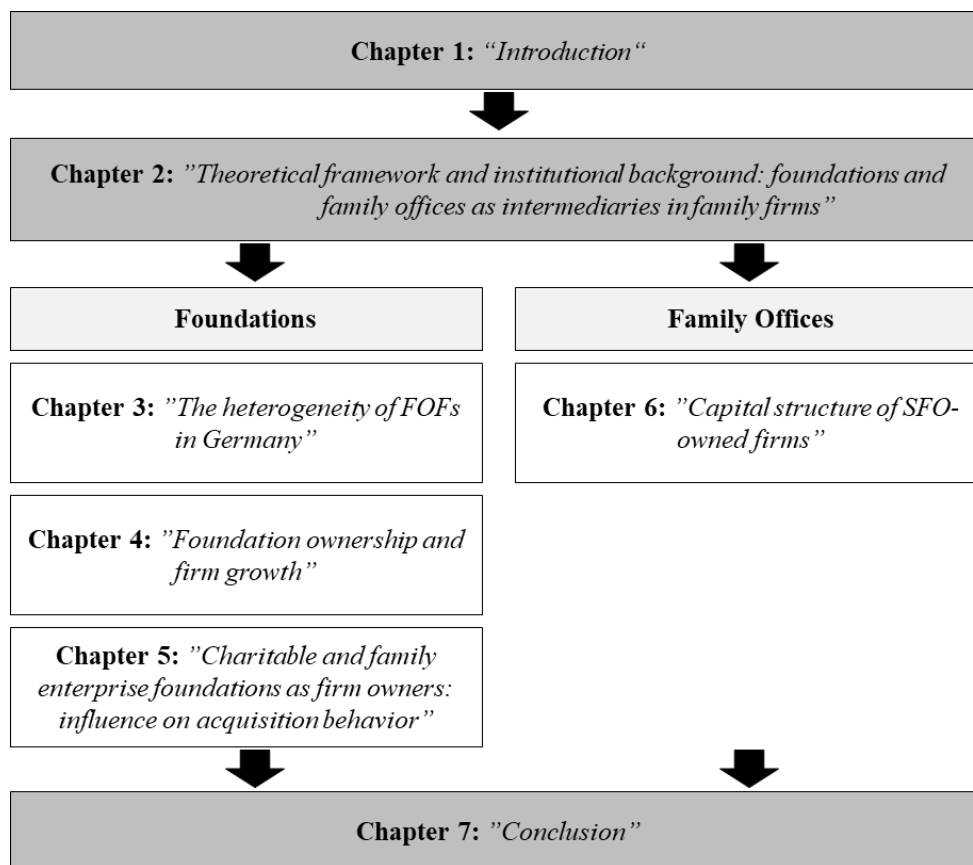 Chapter 1: “Introduction“
Chapter 2: ”Theoretical framework and institutional background: foundations and
family offices as intermediaries in family firms”
Foundations
Family Offices
Chapter 3: ”The heterogeneity of FOFs
in Germany”
Chapter 6: ”Capital structure of SFO-
owned firms”
Chapter 4: ”Foundation ownership and
firm growth”
Chapter 5: ”Charitable and family
enterprise foundations as firm owners:
influence on acquisition behavior”
Chapter 7: ”Conclusion”